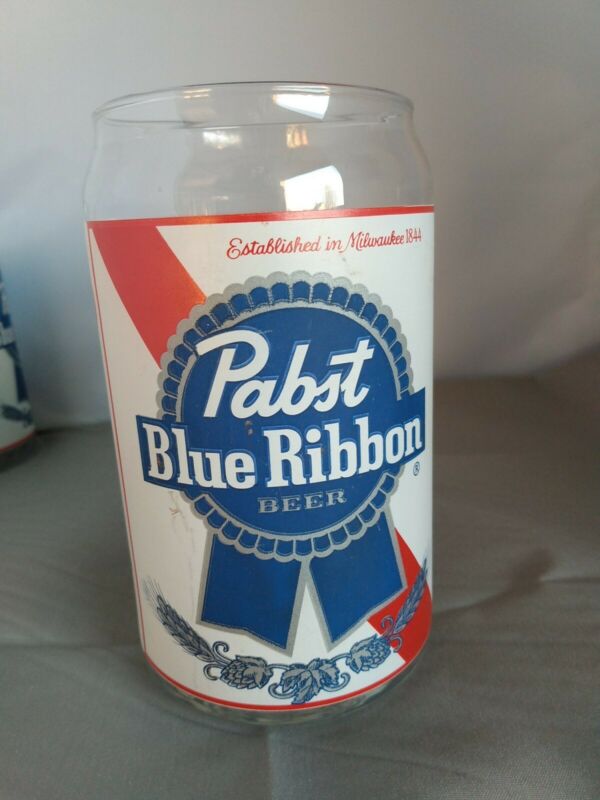 Established in Milwaukee 1844
Pabst
Blue Ribbon
®
BEER